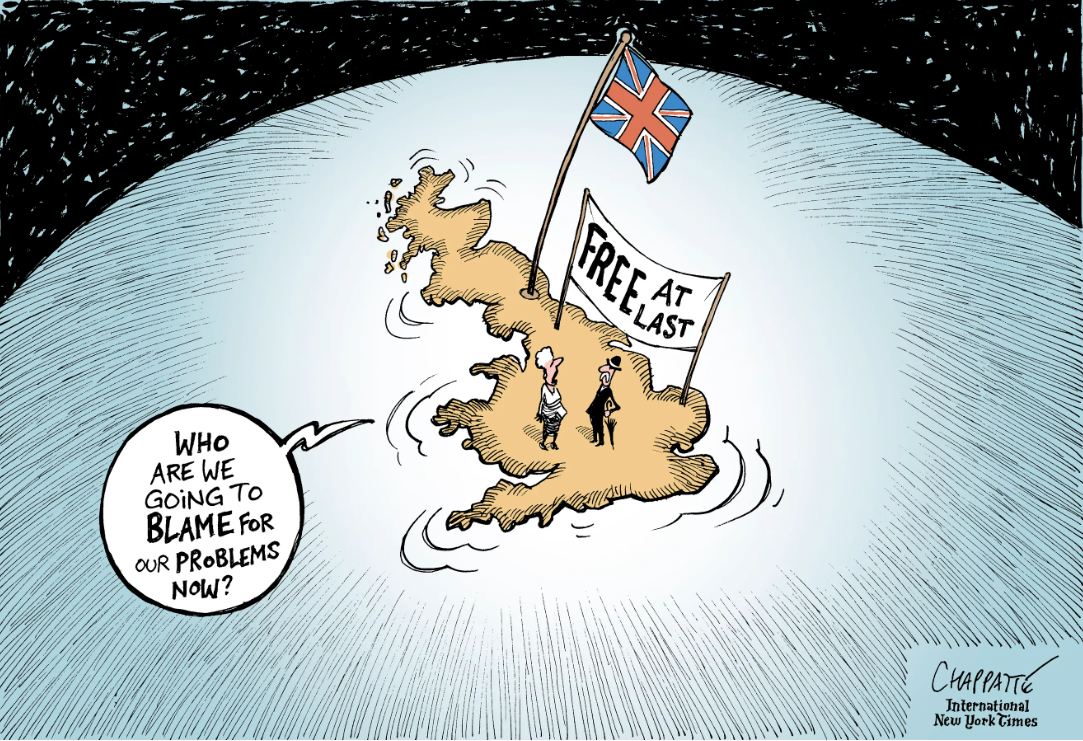 FREE AT
LAST
WHO
ARE WE
GOING TO
BLAME FOR
OUR PROBLEMS
NOW?
CHAPPATTE
International
New York Times